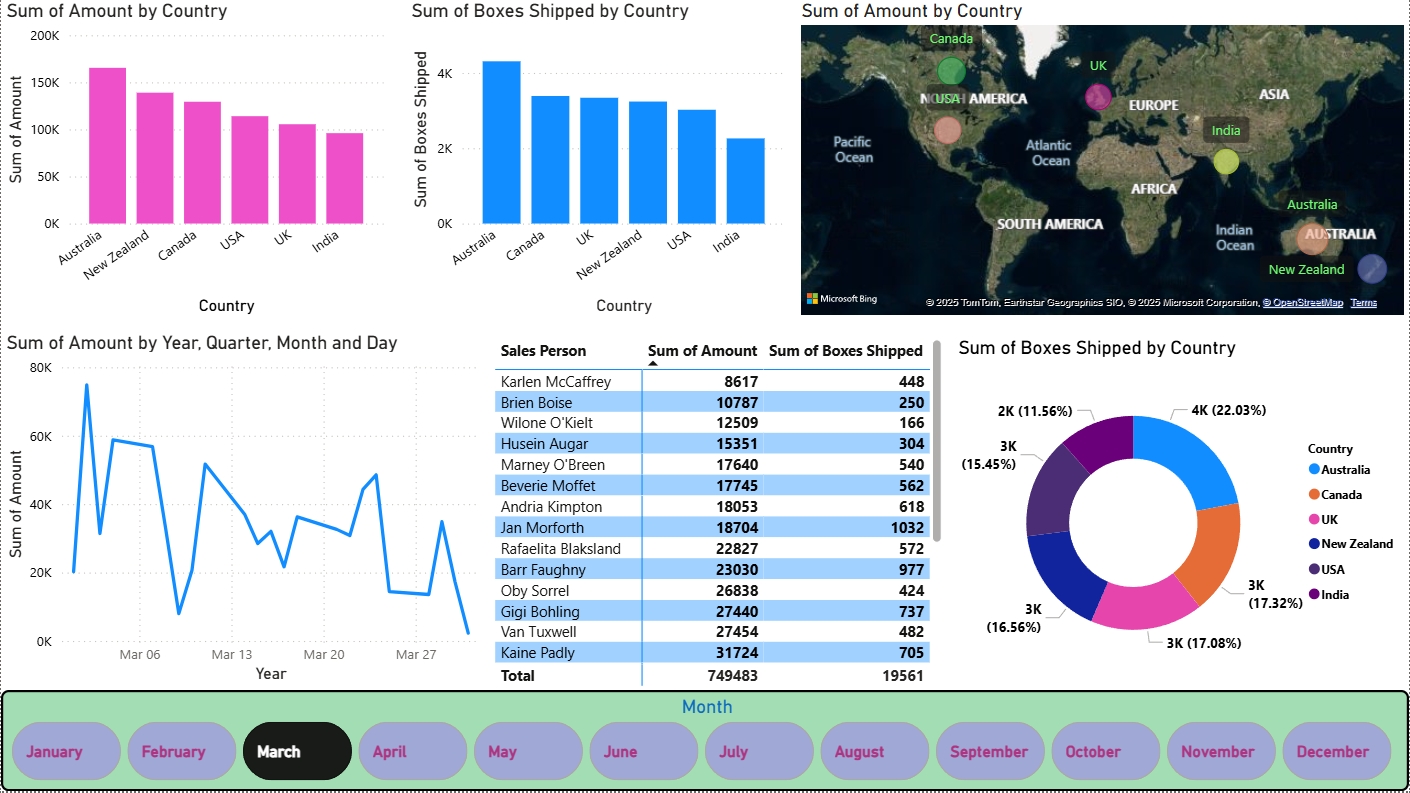 Sum of Amount by Country
200K
150K
100K
50K
0K
Sum of Amount
Australia
New Zealand
Canada
USA
UK
India
Country
Sum of Boxes Shipped by Country
4K
2K
0K
Sum of Boxes Shipped
Australia
Canada
UK
New Zealand
USA
India
Country
Sum of Amount by Country
Canada
UK
NORTH AMERICA
USA
EUROPE
ASIA
Pacific
Ocean
Atlantic
Ocean
India
AFRICA
SOUTH AMERICA
Australia
Indian
Ocean
AUSTRALIA
New Zealand
Microsoft Bing
© 2025 TomTom, Earthstar Geographics SIO, © 2025 Microsoft Corporation, © OpenStreetMap Terms
Sum of Amount by Year, Quarter, Month and Day
80K
60K
40K
20K
0K
Sum of Amount
Mar 06
Mar 13
Mar 20
Mar 27
Year
Sales Person Sum of Amount Sum of Boxes Shipped
Karlen McCaffrey 8617 448
Brien Boise 10787 250
Wilone O'Kielt 12509 166
Husein Augar 15351 304
Marney O'Breen 17640 540
Beverie Moffet 17745 562
Andria Kimpton 18053 618
Jan Morforth 18704 1032
Rafaelita Blaksland 22827 572
Barr Faughny 23030 977
Oby Sorrel 26838 424
Gigi Bohling 27440 737
Van Tuxwell 27454 482
Kaine Padly 31724 705
Total 749483 19561
Sum of Boxes Shipped by Country
2K (11.56%)
4K (22.03%)
3K
(15.45%)
3K
(16.56%)
3K (17.08%)
3K
(17.32%)
Country
Australia
Canada
UK
New Zealand
USA
India
Month
January
February
March
April
May
June
July
August
September
October
November
December